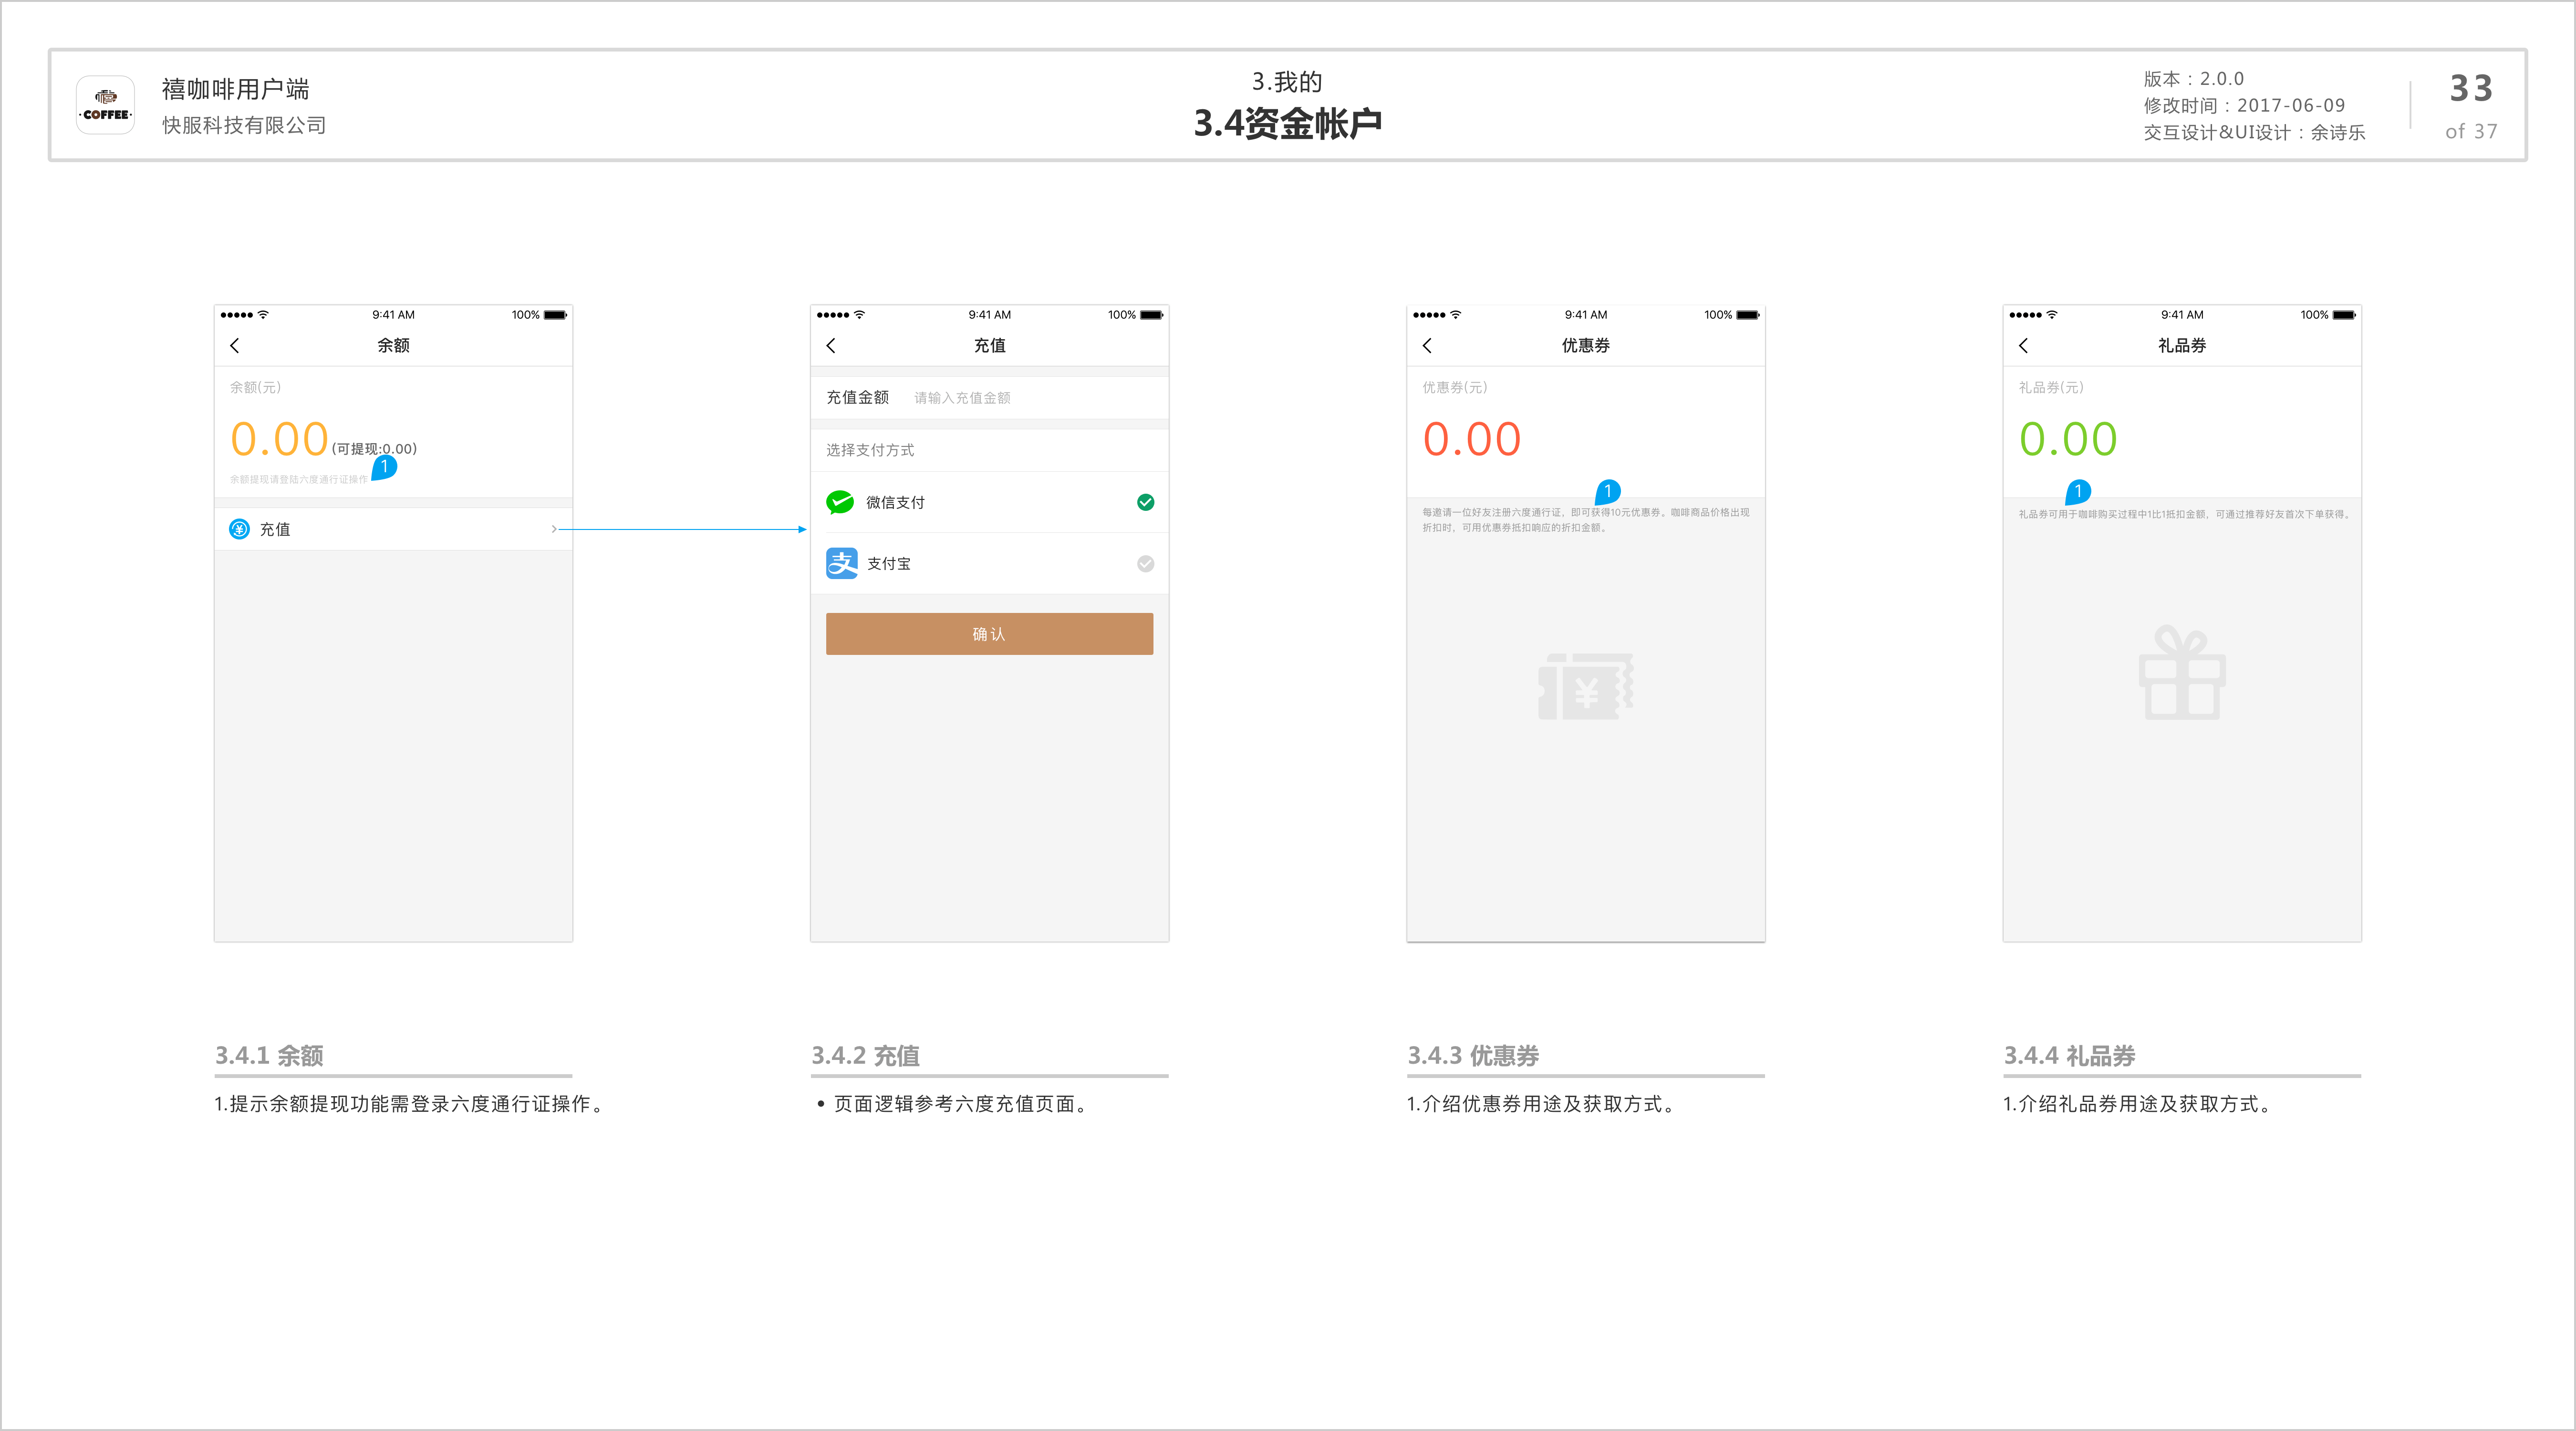 COFFEE
禧咖啡用户端
快服科技有限公司
3.我的
3.4资金帐户
版本：2.0.0
修改时间：2017-06-09
交互设计&UI设计：余诗乐
33
of 37
9:41 AM
100%
余额
余额(元)
0.00 (可提现:0.00)
1
余额提现请登陆六度通行证操作
充值
9:41 AM
100%
充值
充值金额 请输入充值金额
选择支付方式
微信支付
支 支付宝
确认
9:41 AM
100%
优惠券
优惠券(元)
0.00
1
每邀请一位好友注册六度通行证，即可获得10元优惠券。咖啡商品价格出现
折扣时，可用优惠券抵扣响应的折扣金额。
¥
9:41 AM
100%
礼品券
礼品券(元)
0.00
1
礼品券可用于咖啡购买过程中1比1抵扣金额，可通过推荐好友首次下单获得。
3.4.1 余额
1.提示余额提现功能需登录六度通行证操作。
3.4.2 充值
• 页面逻辑参考六度充值页面。
3.4.3 优惠券
1.介绍优惠券用途及获取方式。
3.4.4 礼品券
1.介绍礼品券用途及获取方式。